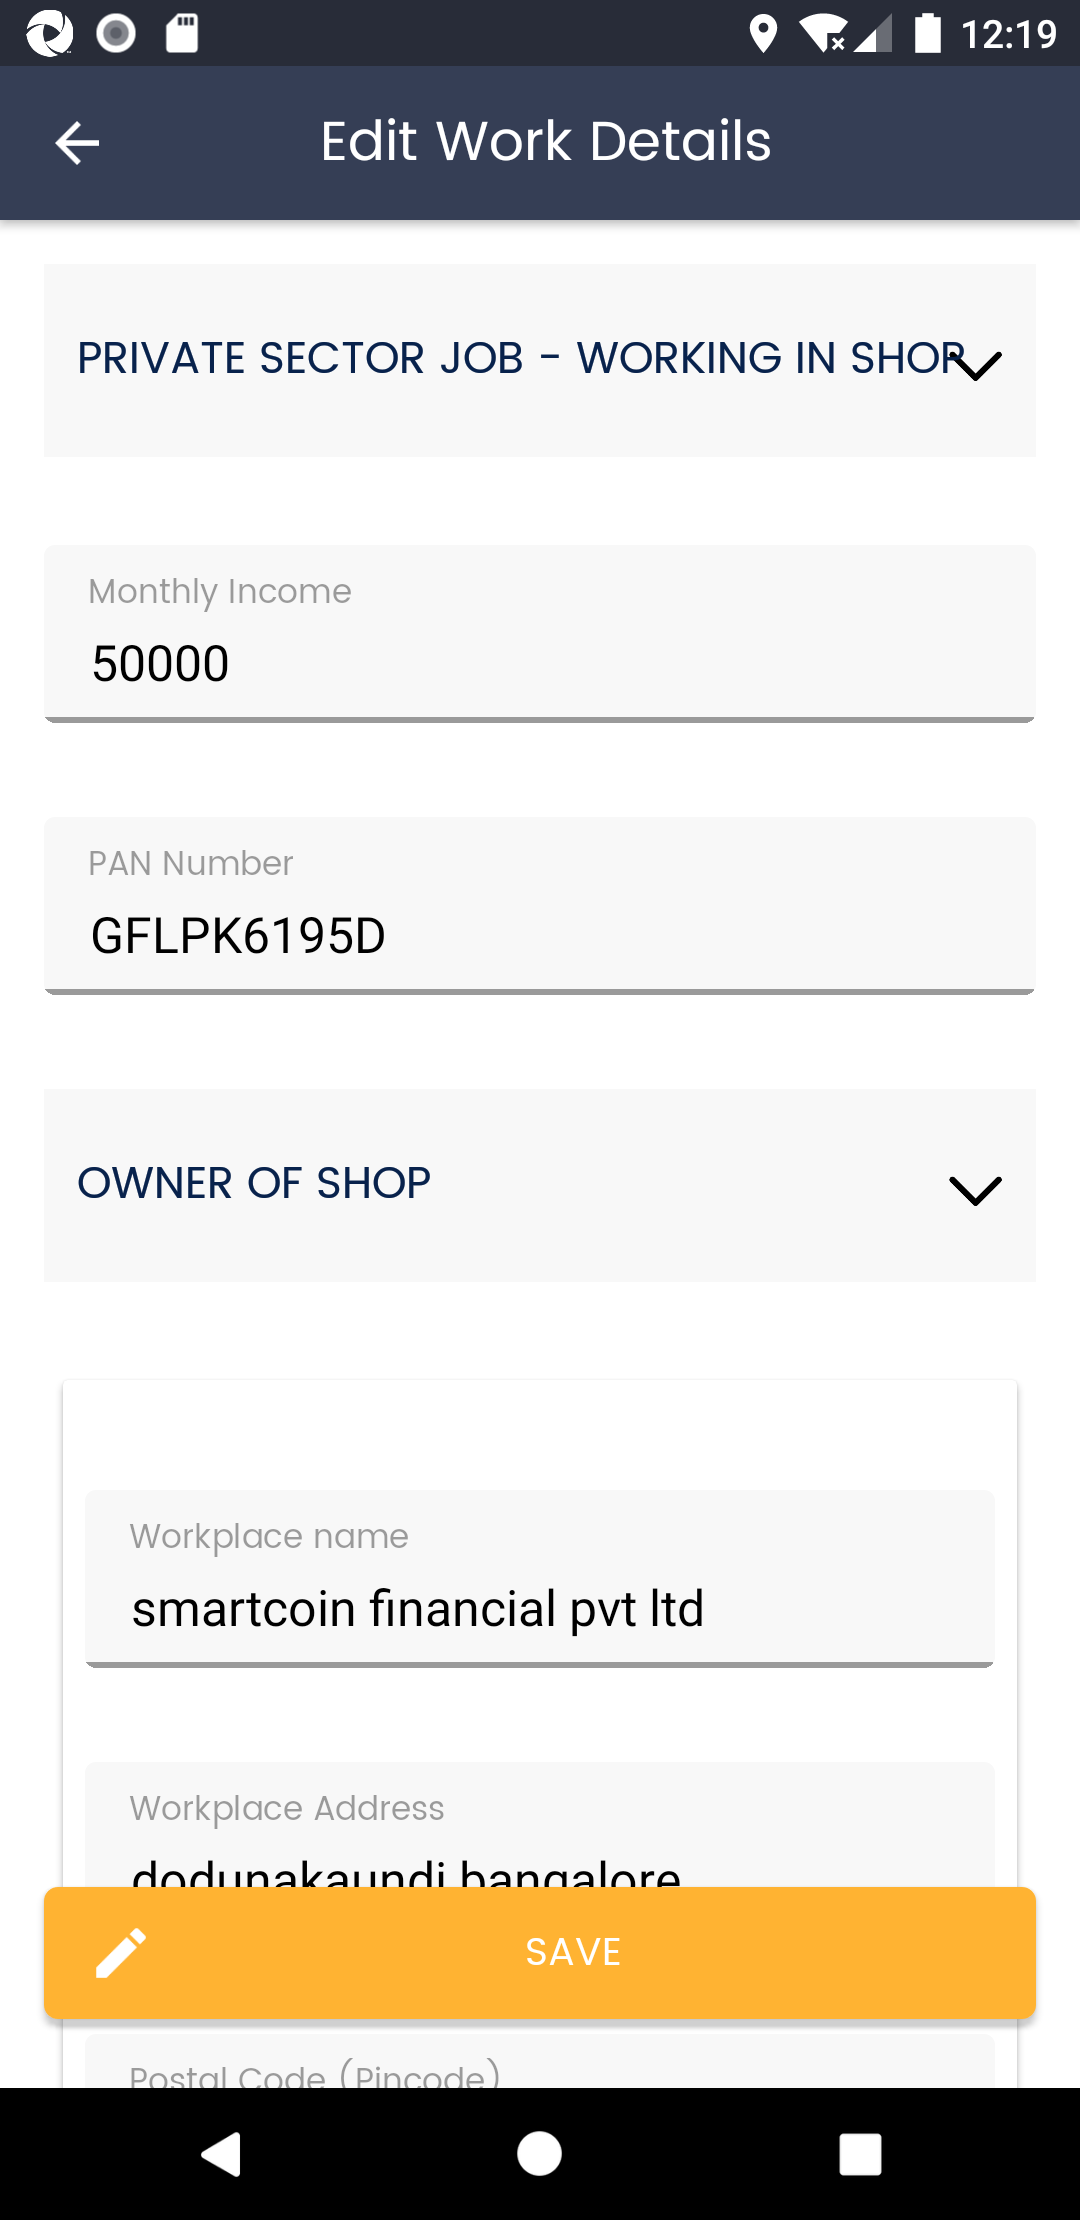 12:19
Edit Work Details
PRIVATE SECTOR JOB - WORKING IN SHOP
Monthly Income
50000
PAN Number
GFLPK6195D
OWNER OF SHOP
Workplace name
smartcoin financial pvt ltd
Workplace Address
dodunakaundi bangalore
SAVE
Postal Code (Pincode)